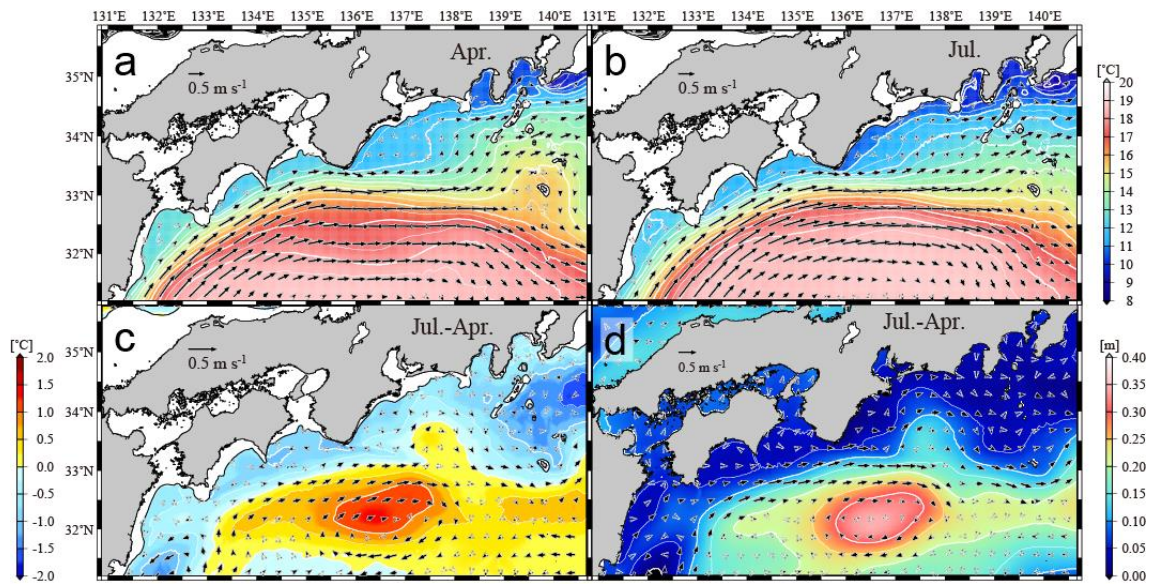 131°E 132°E 133°E 134°E 135°E 136°E 137°E 138°E 139°E 140°E 131°E 132°E 133°E 134°E 135°E 136°E 137°E 138°E 139°E 140°E
a Apr. b Jul.
35°N [°C]
0.5 m s⁻¹ 0.5 m s⁻¹
34°N
33°N
32°N
20
19
18
17
16
15
14
13
12
11
10
9
8
c Jul.-Apr. d Jul.-Apr.
[°C] 35°N [m]
0.5 m s⁻¹ 0.5 m s⁻¹
34°N
33°N
32°N
2.0
1.5
1.0
0.5
0.0
-0.5
-1.0
-1.5
-2.0
0.40
0.35
0.30
0.25
0.20
0.15
0.10
0.05
0.00